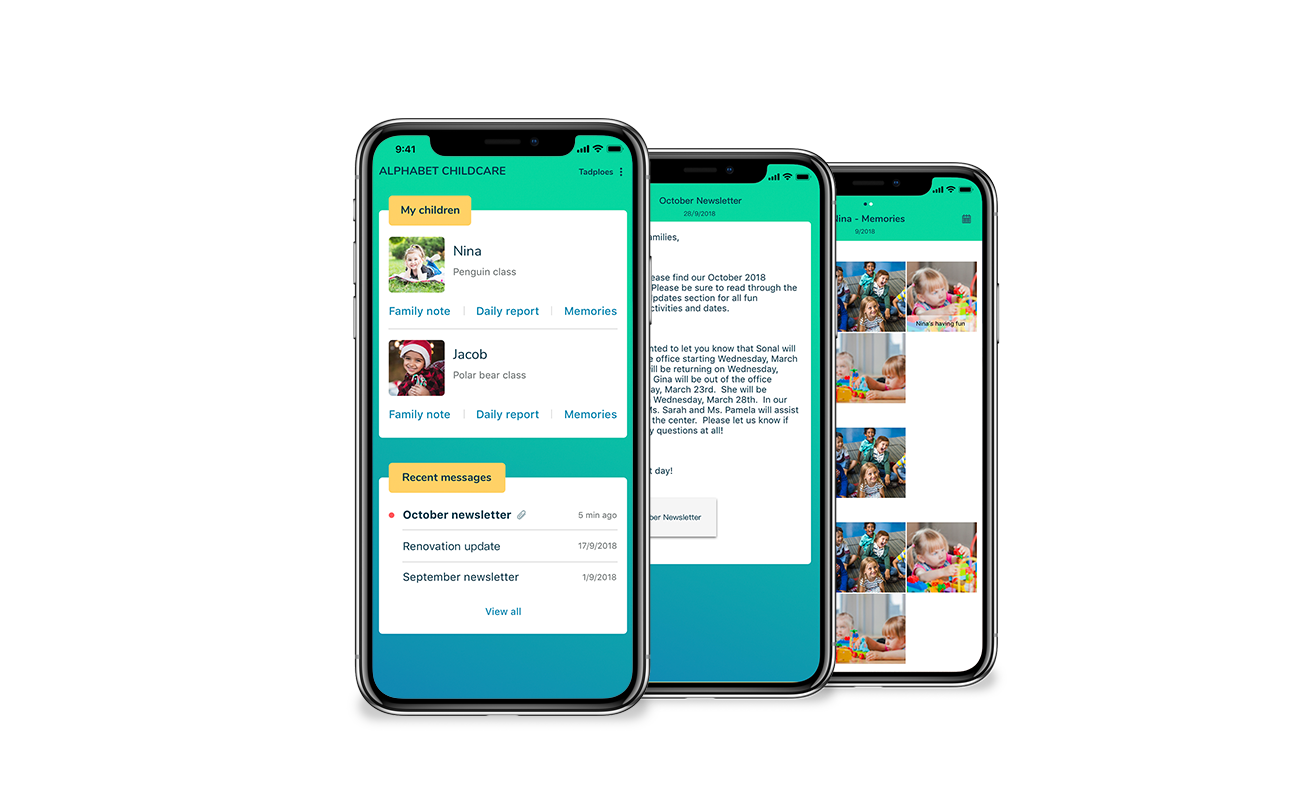 9:41
ALPHABET CHILDCARE
Tadploes
My children
Nina
Penguin class
Family note
Daily report
Memories
Jacob
Polar bear class
Family note
Daily report
Memories
Recent messages
October newsletter
5 min ago
Renovation update
17/9/2018
September newsletter
1/9/2018
View all
October Newsletter
28/9/2018
amilies,
ease find our October 2018
Please be sure to read through the
pdates section for all fun
ctivities and dates.
nted to let you know that Sonal will
e office starting Wednesday, March
ill be returning on Wednesday,
Gina will be out of the office
ay, March 23rd. She will be
Wednesday, March 28th. In our
Ms. Sarah and Ms. Pamela will assist
the center. Please let us know if
y questions at all!
t day!
ber Newsletter
Nina - Memories
9/2018
Nina's having fun